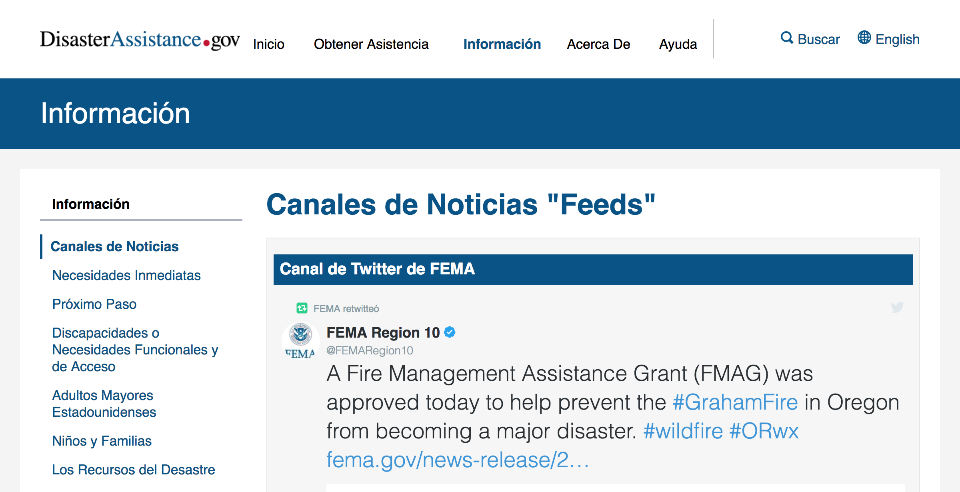 DisasterAssistance.gov
Inicio Obtener Asistencia Información Acerca De Ayuda Buscar English
Información
Información
Canales de Noticias
Necesidades Inmediatas
Próximo Paso
Discapacidades o
Necesidades Funcionales y
de Acceso
Adultos Mayores
Estadounidenses
Niños y Familias
Los Recursos del Desastre
Canales de Noticias "Feeds"
Canal de Twitter de FEMA
FEMA retwitteó
FEMA
FEMA Region 10
@FEMARegion10
A Fire Management Assistance Grant (FMAG) was
approved today to help prevent the #GrahamFire in Oregon
from becoming a major disaster. #wildfire #ORwx
fema.gov/news-release/2…